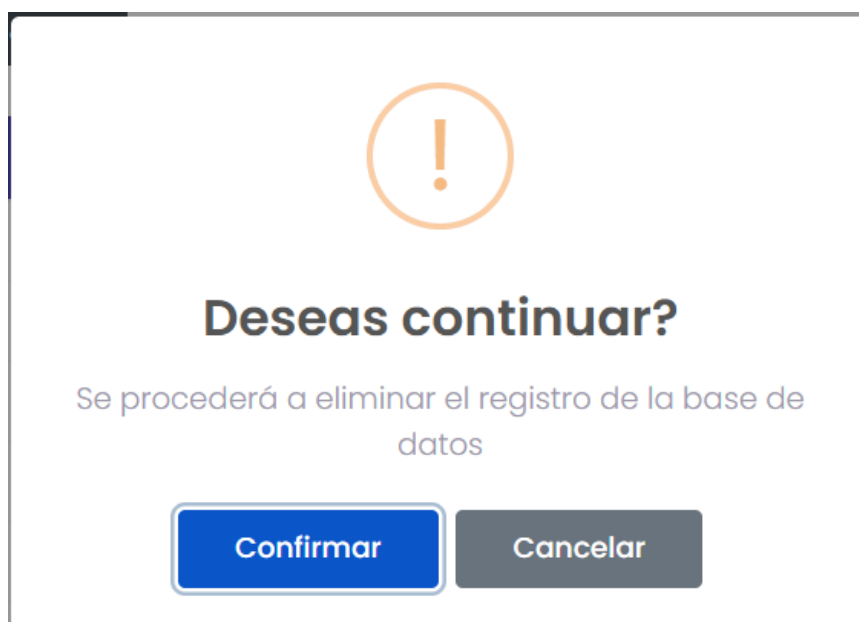 Deseas continuar?
Se procederá a eliminar el registro de la base de
datos
Confirmar
Cancelar